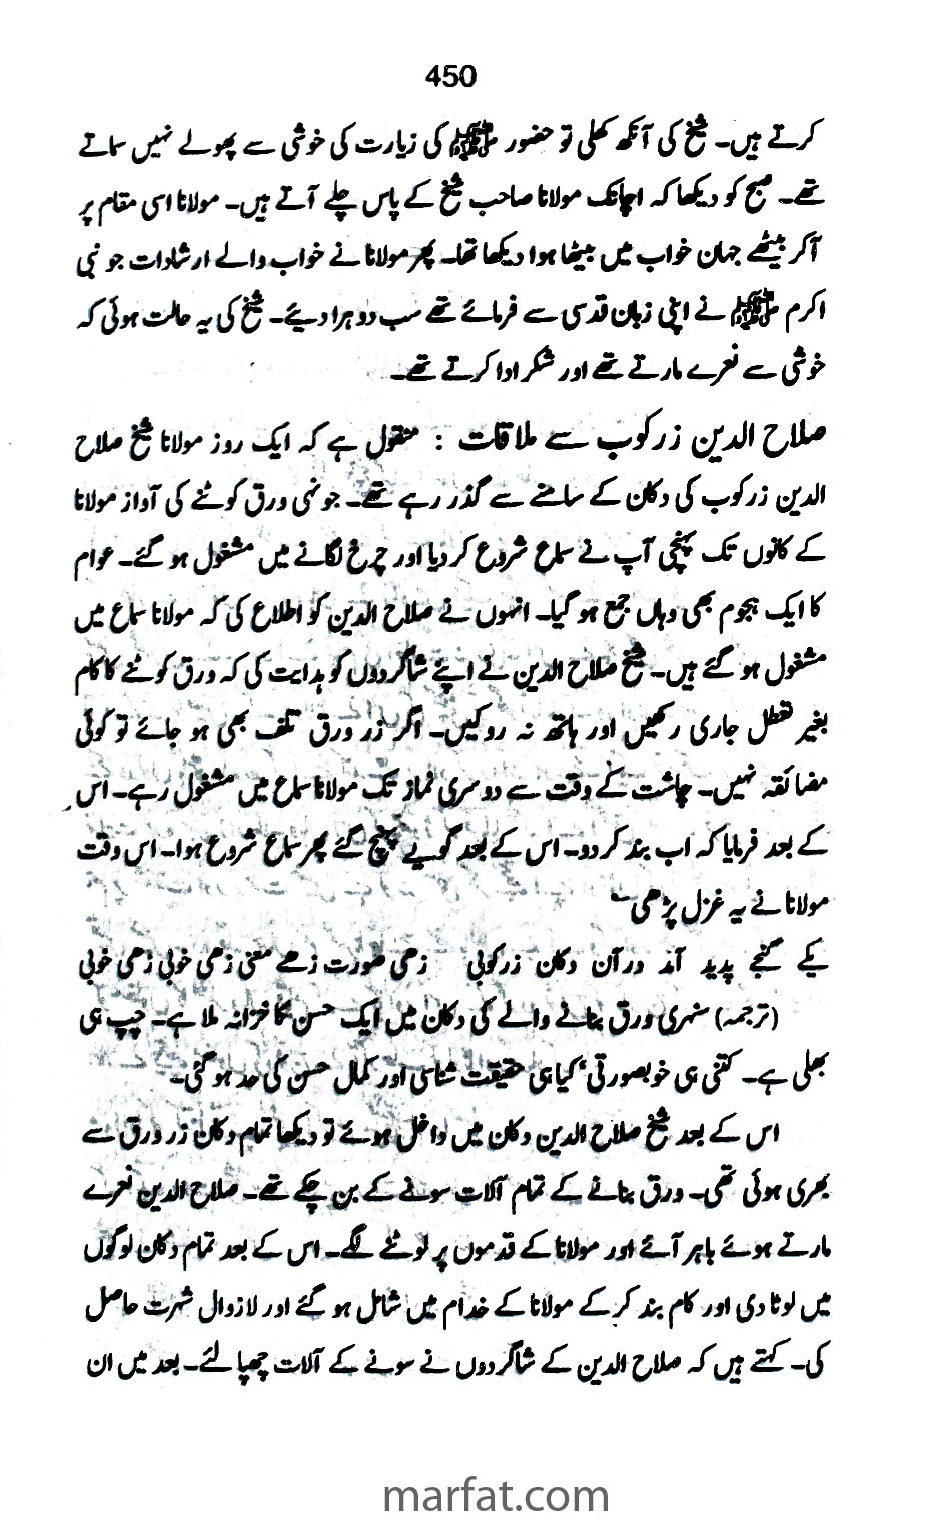 450
کرتے ہیں۔ شیخ کی آنکھ کھلی تو حضور ﷺ کی زیارت کی خوشی سے پھولے نہیں سماتے
تھے۔ صبح کو دیکھا کہ اچانک مولانا صاحب شیخ کے پاس چلے آتے ہیں۔ مولانا اسی مقام پر
آکر بیٹھے جہاں خواب میں بیٹھا ہوا دیکھا تھا۔ پھر مولانا نے خواب والے ارشادات جو نبی
اکرم ﷺ نے اپنی زبان قدسی سے فرمائے تھے سب دوہرا دیئے۔ شیخ کی یہ حالت ہوئی کہ
خوشی سے نعرے مارتے تھے اور شکر ادا کرتے تھے۔
صلاح الدین زرکوب سے ملاقات : منقول ہے کہ ایک روز مولانا شیخ صلاح
الدین زرکوب کی دکان کے سامنے سے گذر رہے تھے۔ جونہی ورق کوٹنے کی آواز مولانا
کے کانوں تک پہنچی آپ نے سماع شروع کر دیا اور چرخ لگانے میں مشغول ہو گئے۔ عوام
کا ایک ہجوم بھی وہاں جمع ہو گیا۔ انہوں نے صلاح الدین کو اطلاع کی کہ مولانا سماع میں
مشغول ہو گئے ہیں۔ شیخ صلاح الدین نے اپنے شاگردوں کو ہدایت کی کہ ورق کوٹنے کا کام
بغیر تعطل جاری رکھیں اور ہاتھ نہ روکیں۔ اگر زر ورق تلف بھی ہو جائے تو کوئی
مضائقہ نہیں۔ چاشت کے وقت سے دوسری نماز تک مولانا سماع میں مشغول رہے۔ اس
کے بعد فرمایا کہ اب بند کر دو۔ اس کے بعد گویے پہنچ گئے پھر سماع شروع ہوا۔ اس وقت
مولانا نے یہ غزل پڑھی؎
یکے گنجے پدید آمد درآن دکان زرکوبی زہی صورت زہے معنی زہی خوبی زہی خوبی
(ترجمہ) سنہری ورق بنانے والے کی دکان میں ایک حسن کا خزانہ ملا ہے۔ چپ ہی
بھلی ہے۔ کتنی ہی خوبصورتی‘ کیا ہی حقیقت شناسی اور کمال حسن کی حد ہو گئی۔
اس کے بعد شیخ صلاح الدین دکان میں داخل ہوئے تو دیکھا تمام دکان زر ورق سے
بھری ہوئی تھی۔ ورق بنانے کے تمام آلات سونے کے بن چکے تھے۔ صلاح الدین نعرے
مارتے ہوئے باہر آئے اور مولانا کے قدموں پر لوٹنے لگے۔ اس کے بعد تمام دکان لوگوں
میں لوٹا دی اور کام بند کر کے مولانا کے خدام میں شامل ہو گئے اور لازوال شہرت حاصل
کی۔ کہتے ہیں کہ صلاح الدین کے شاگردوں نے سونے کے آلات چھپا لئے۔ بعد میں ان
marfat.com